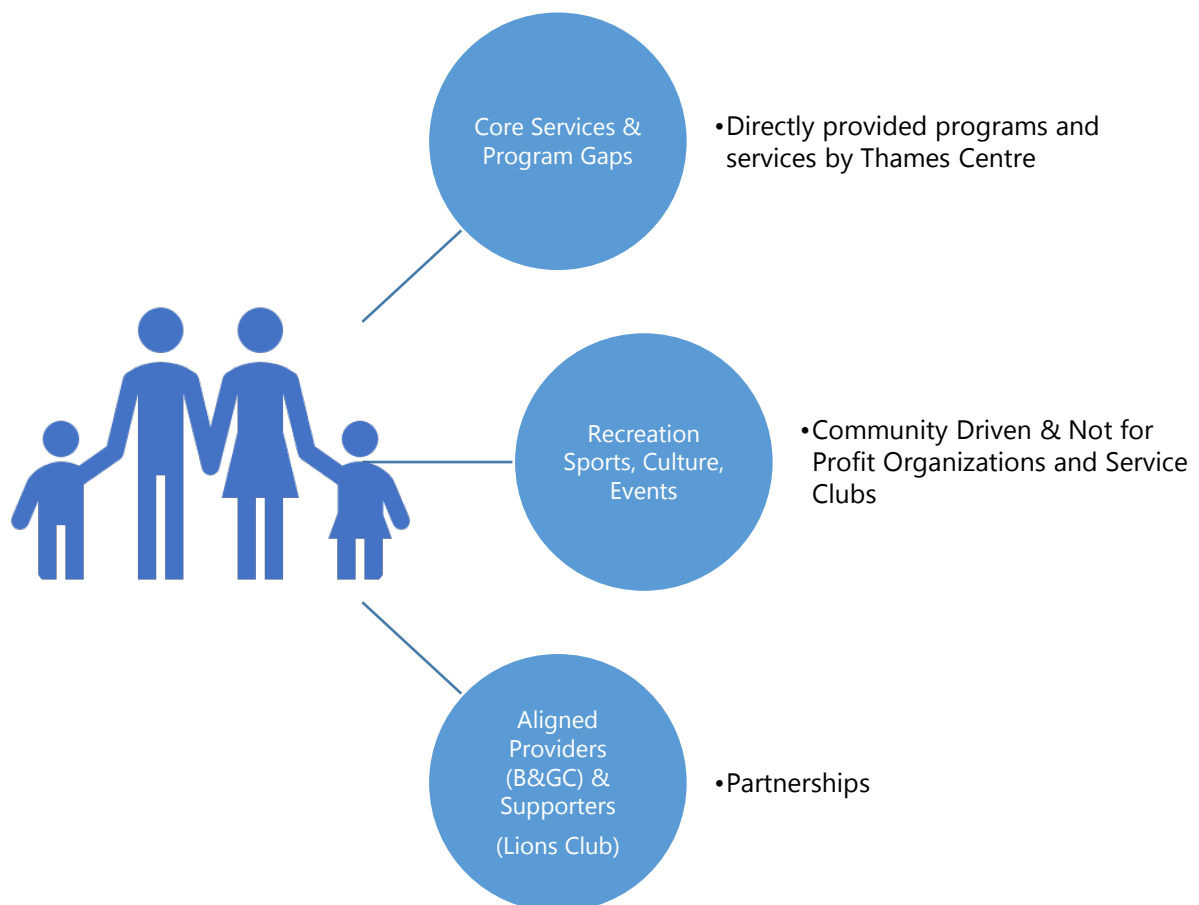 Core Services &
Program Gaps
•Directly provided programs and
services by Thames Centre
Recreation
Sports, Culture,
Events
•Community Driven & Not for
Profit Organizations and Service
Clubs
Aligned
Providers
(B&GC) &
Supporters
(Lions Club)
•Partnerships